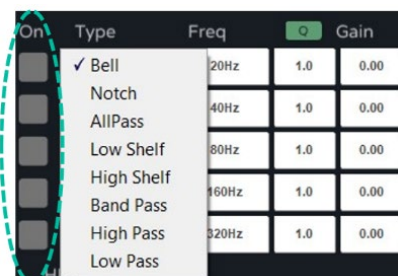 On Type Freq Q Gain
✓ Bell 20Hz 1.0 0.00
Notch
AllPass 40Hz 1.0 0.00
Low Shelf 80Hz 1.0 0.00
High Shelf
Band Pass 160Hz 1.0 0.00
High Pass 320Hz 1.0 0.00
Low Pass